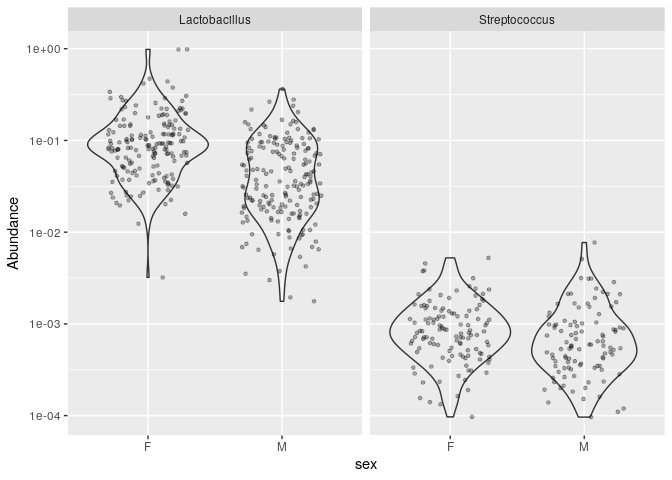 Lactobacillus
Streptococcus
Abundance
1e+00
1e-01
1e-02
1e-03
1e-04
F
M
F
M
sex